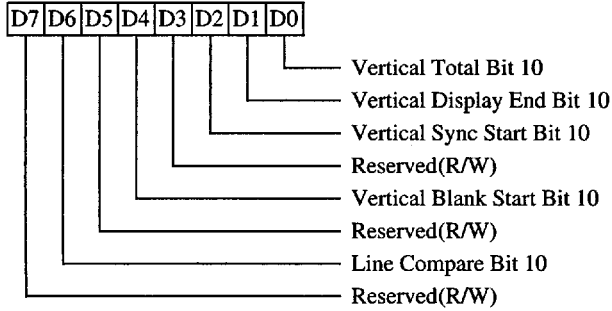 D7 D6 D5 D4 D3 D2 D1 D0
Vertical Total Bit 10
Vertical Display End Bit 10
Vertical Sync Start Bit 10
Reserved(R/W)
Vertical Blank Start Bit 10
Reserved(R/W)
Line Compare Bit 10
Reserved(R/W)